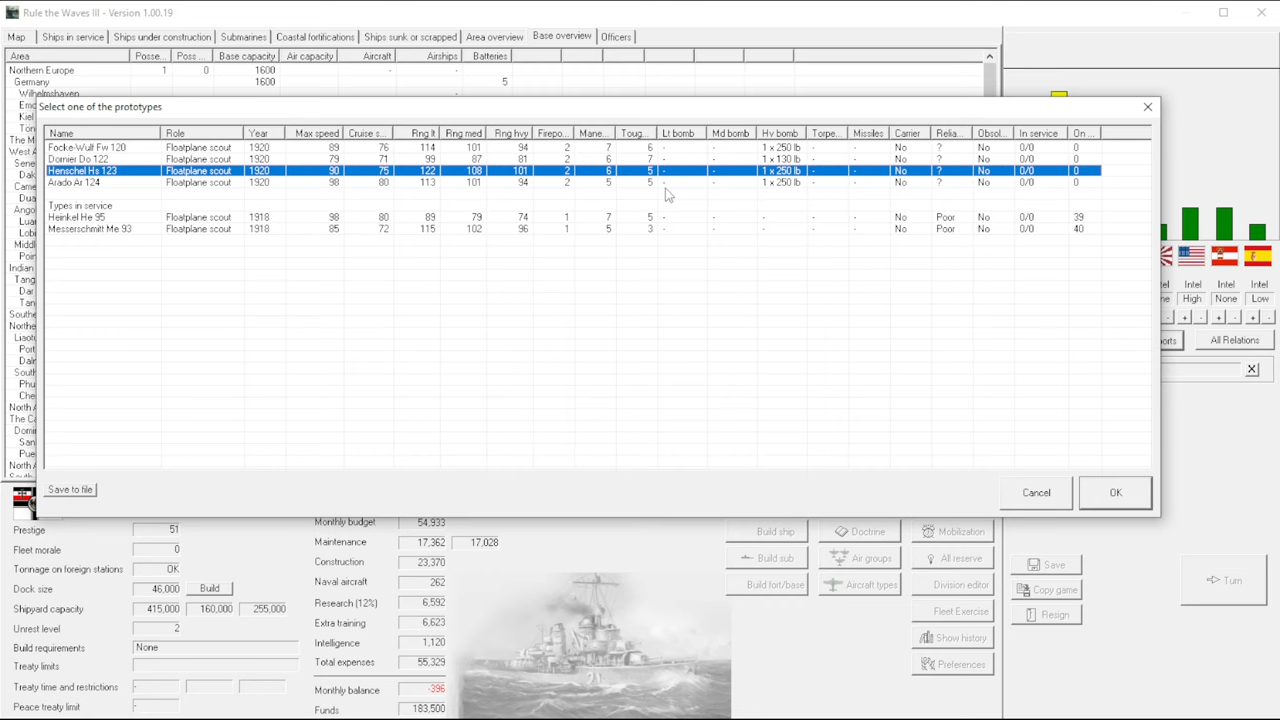 Rule the Waves III - Version 1.00.19
Map Ships in service Ships under construction Submarines Coastal fortifications Ships sunk or scrapped Area overview Base overview Officers
Area Posse... Poss ... Base capacity Air capacity Aircraft Airships Batteries
Northern Europe 1 0 1600 - -
Germany 1600 5
Wilhelmshaven
Select one of the prototypes
Name Role Year Max speed Cruise s... Rng lt Rng med Rng hvy Firepo... Mane... Toug... Lt bomb Md bomb Hv bomb Torpe... Missiles Carrier Relia... Obsol... In service On ...
Focke-Wulf Fw 120 Floatplane scout 1920 89 76 114 101 94 2 7 6 - - 1 x 250 lb - - No ? No 0/0 0
Dornier Do 122 Floatplane scout 1920 79 71 99 87 81 2 6 7 - - 1 x 130 lb - - No ? No 0/0 0
Henschel Hs 123 Floatplane scout 1920 90 75 122 108 101 2 6 5 - - 1 x 250 lb - - No ? No 0/0 0
Arado Ar 124 Floatplane scout 1920 98 80 113 101 94 2 5 5 - - 1 x 250 lb - - No ? No 0/0 0
Types in service
Heinkel He 95 Floatplane scout 1918 98 80 89 79 74 1 7 5 - - - - - No Poor No 0/0 39
Messerschmitt Me 93 Floatplane scout 1918 85 72 115 102 96 1 5 3 - - - - - No Poor No 0/0 40
Intel Intel Intel
High None Low
+ - + - + -
All Relations
Save to file Cancel OK
Prestige 51
Fleet morale 0
Tonnage on foreign stations OK
Dock size 46,000 Build
Shipyard capacity 415,000 160,000 255,000
Unrest level 2
Build requirements None
Treaty limits
Treaty time and restrictions - 
Peace treaty limit -
Monthly budget 54,933
Maintenance 17,362 17,028
Construction 23,370
Naval aircraft 262
Research (12%) 6,592
Extra training 6,623
Intelligence 1,120
Total expenses 55,329
Monthly balance -396
Funds 183,500
Build ship Doctrine Mobilization
Build sub Air groups All reserve
Build fort/base Aircraft types Division editor
Fleet Exercise
Show history
Preferences
Save
Copy game
Resign
Turn